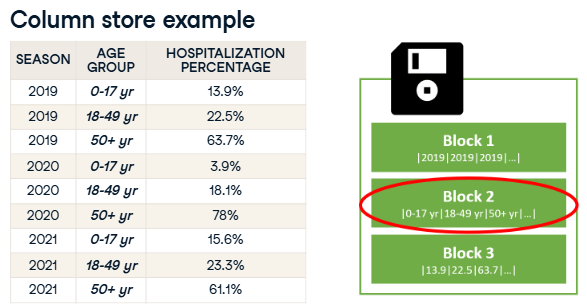 Column store example
SEASON AGE GROUP HOSPITALIZATION PERCENTAGE
2019 0-17 yr 13.9%
2019 18-49 yr 22.5%
2019 50+ yr 63.7%
2020 0-17 yr 3.9%
2020 18-49 yr 18.1%
2020 50+ yr 78%
2021 0-17 yr 15.6%
2021 18-49 yr 23.3%
2021 50+ yr 61.1%
Block 1
|2019|2019|2019|...|
Block 2
|0-17 yr|18-49 yr|50+ yr|...|
Block 3
|13.9|22.5|63.7|...|